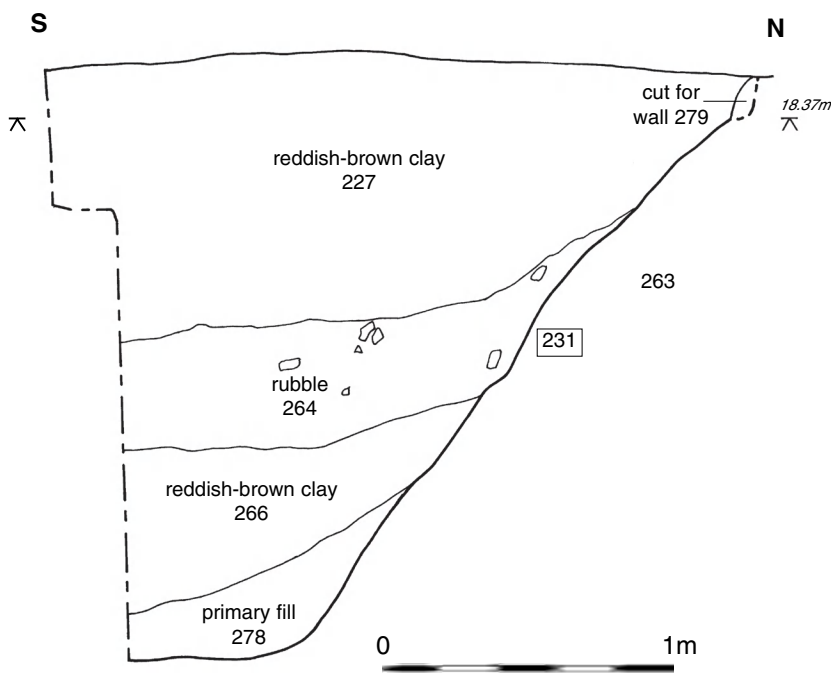 S
N
cut for
wall 279
18.37m
reddish-brown clay
227
263
231
rubble
264
reddish-brown clay
266
primary fill
278
0
1m